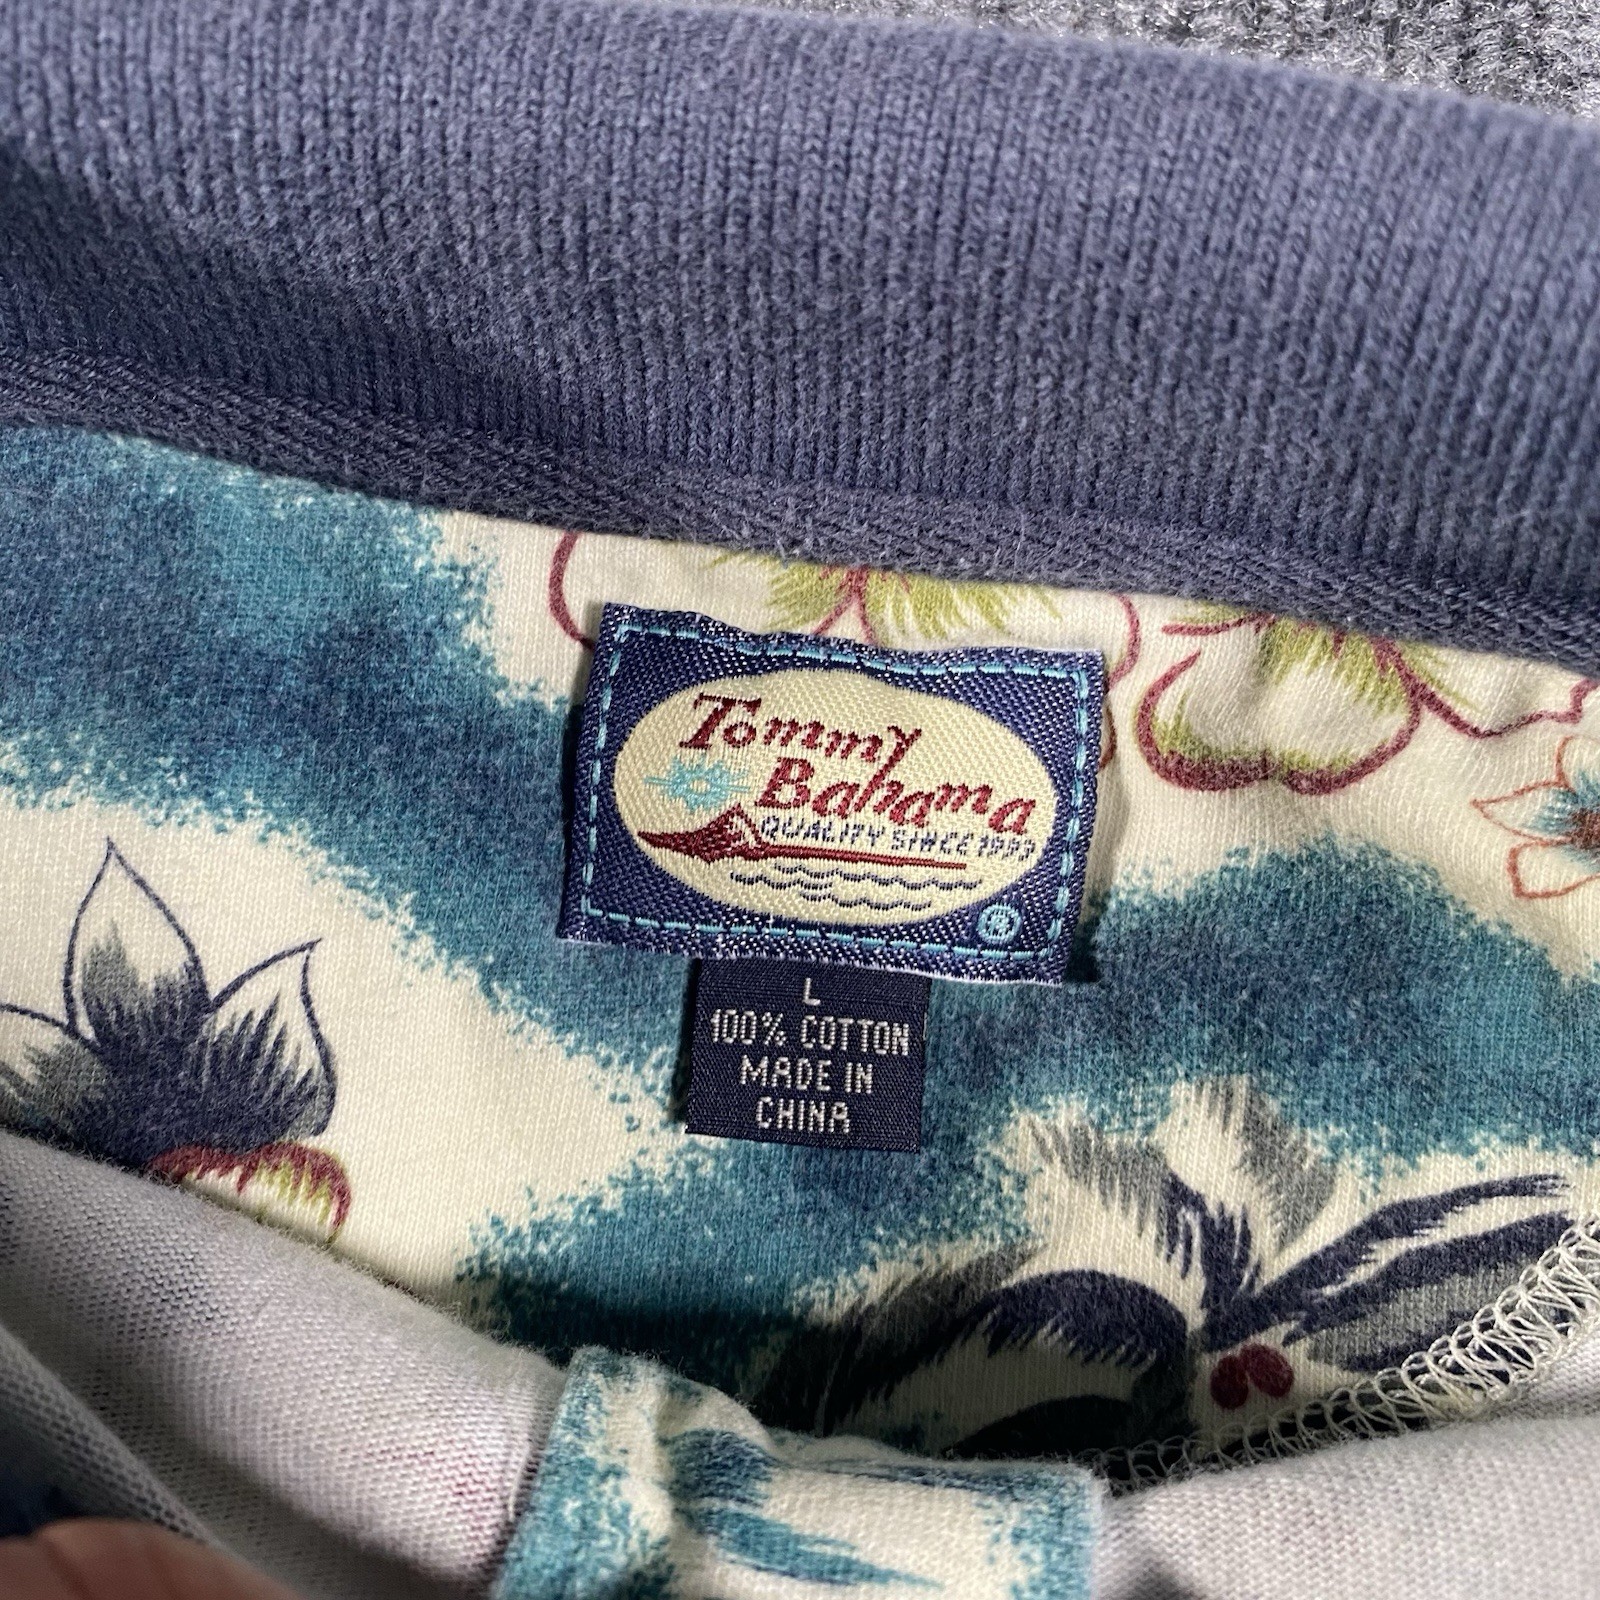 Tommy
Bahama
QUALITY SINCE 1993
®
L
100% COTTON
MADE IN
CHINA